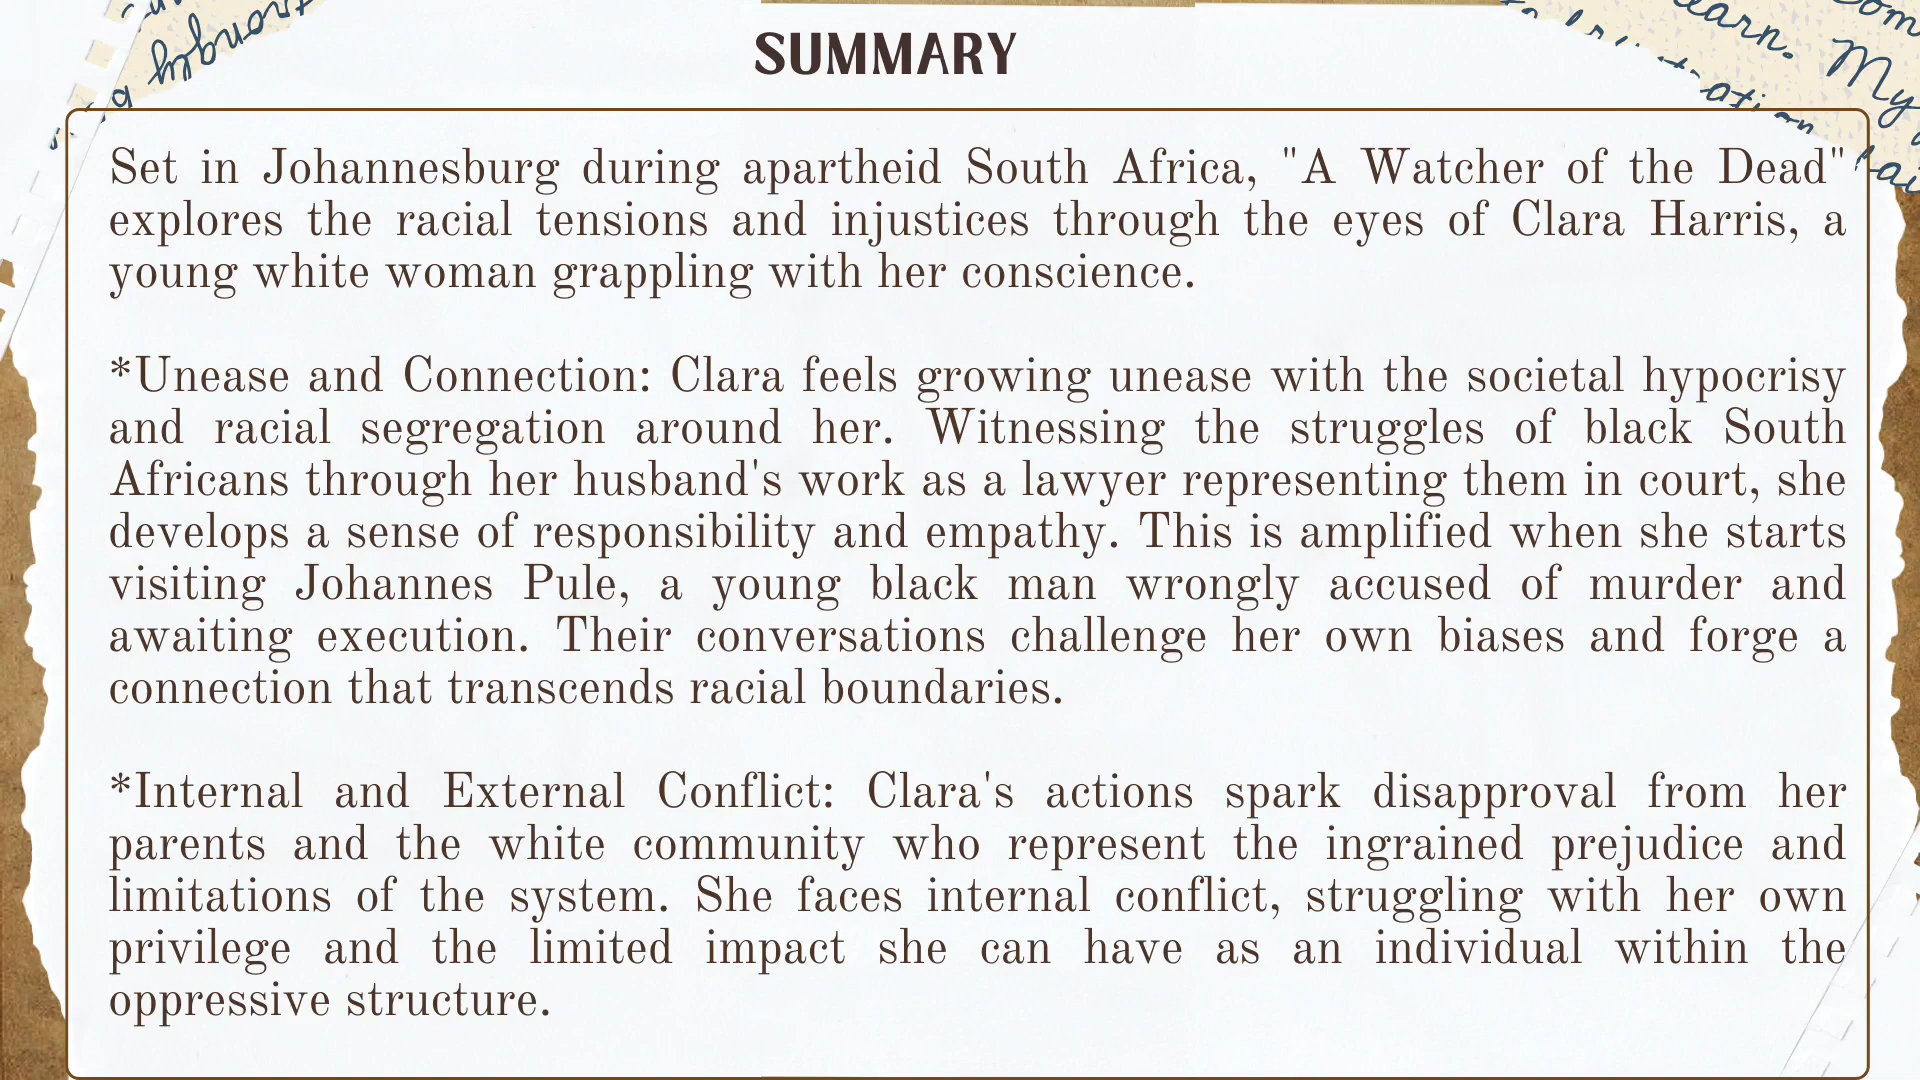 SUMMARY
Set in Johannesburg during apartheid South Africa, "A Watcher of the Dead"
explores the racial tensions and injustices through the eyes of Clara Harris, a
young white woman grappling with her conscience.
*Unease and Connection: Clara feels growing unease with the societal hypocrisy
and racial segregation around her. Witnessing the struggles of black South
Africans through her husband's work as a lawyer representing them in court, she
develops a sense of responsibility and empathy. This is amplified when she starts
visiting Johannes Pule, a young black man wrongly accused of murder and
awaiting execution. Their conversations challenge her own biases and forge a
connection that transcends racial boundaries.
*Internal and External Conflict: Clara's actions spark disapproval from her
parents and the white community who represent the ingrained prejudice and
limitations of the system. She faces internal conflict, struggling with her own
privilege and the limited impact she can have as an individual within the
oppressive structure.
earn. My